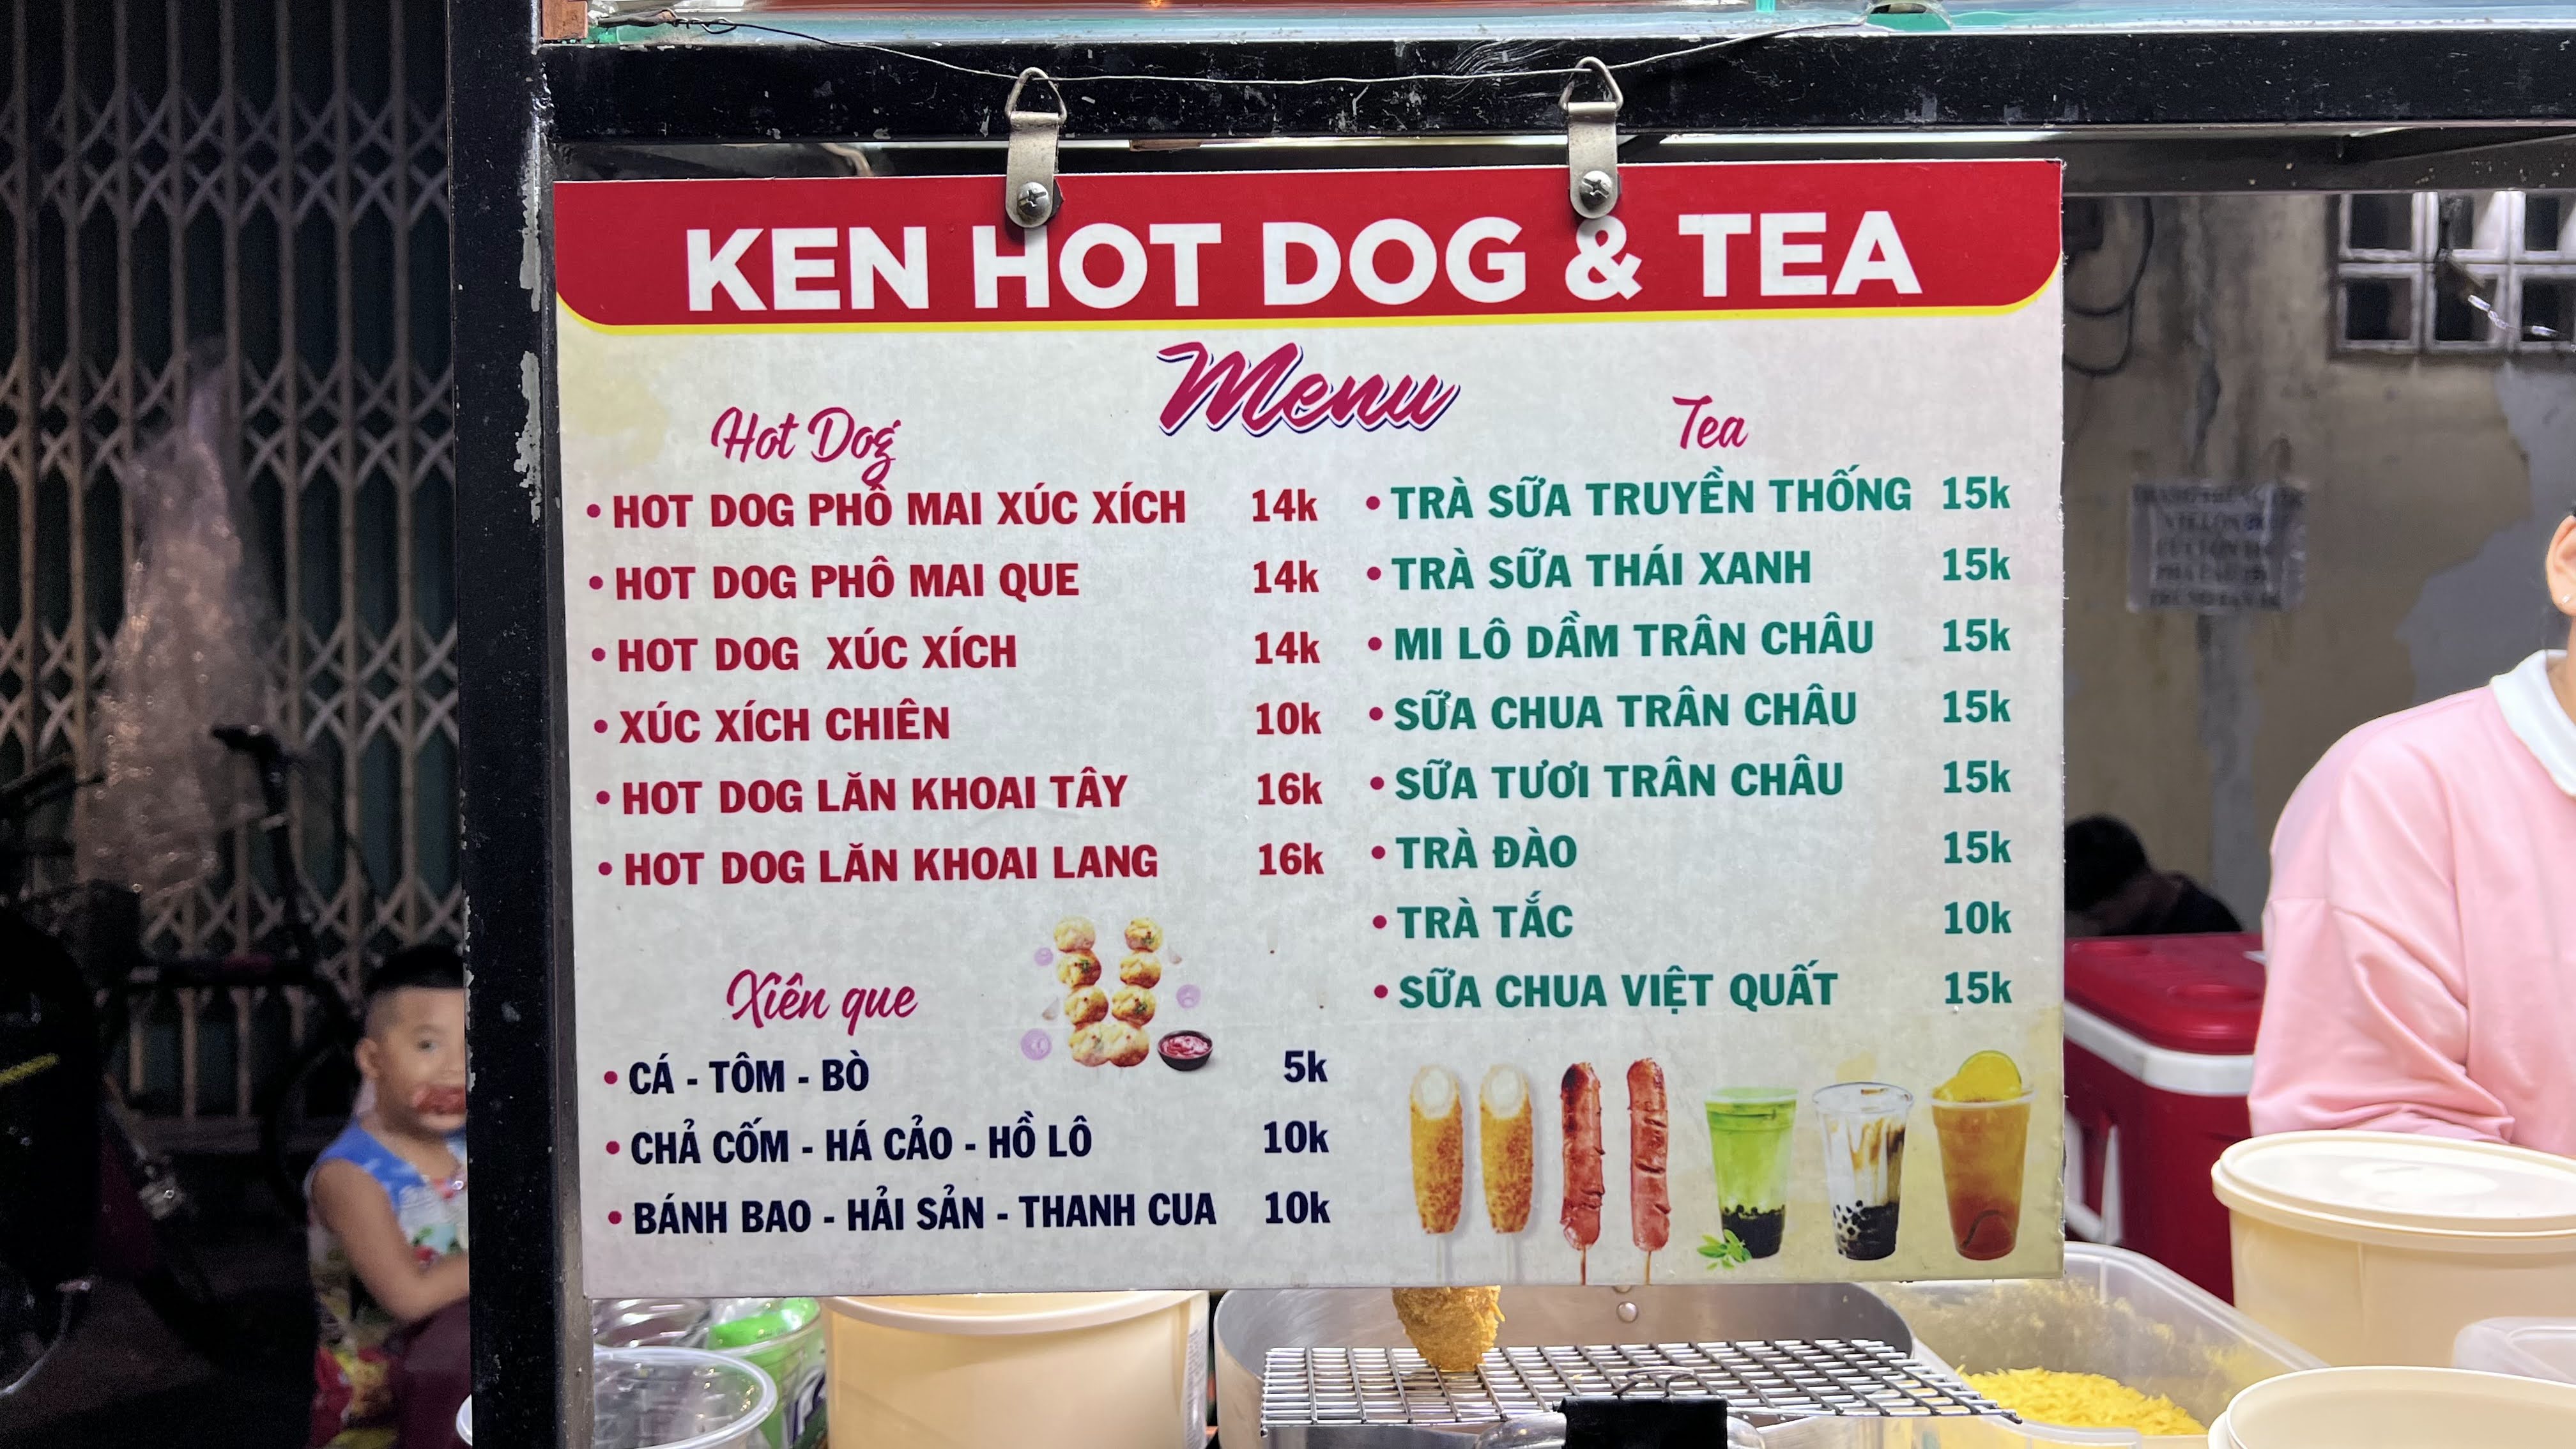 KEN HOT DOG & TEA
Menu
Hot Dog
• HOT DOG PHÔ MAI XÚC XÍCH 14k
• HOT DOG PHÔ MAI QUE 14k
• HOT DOG XÚC XÍCH 14k
• XÚC XÍCH CHIÊN 10k
• HOT DOG LĂN KHOAI TÂY 16k
• HOT DOG LĂN KHOAI LANG 16k
Xiên que
• CÁ - TÔM - BÒ 5k
• CHẢ CỐM - HÁ CẢO - HỒ LÔ 10k
• BÁNH BAO - HẢI SẢN - THANH CUA 10k
Tea
• TRÀ SỮA TRUYỀN THỐNG 15k
• TRÀ SỮA THÁI XANH 15k
• MI LÔ DẦM TRÂN CHÂU 15k
• SỮA CHUA TRÂN CHÂU 15k
• SỮA TƯƠI TRÂN CHÂU 15k
• TRÀ ĐÀO 15k
• TRÀ TẮC 10k
• SỮA CHUA VIỆT QUẤT 15k